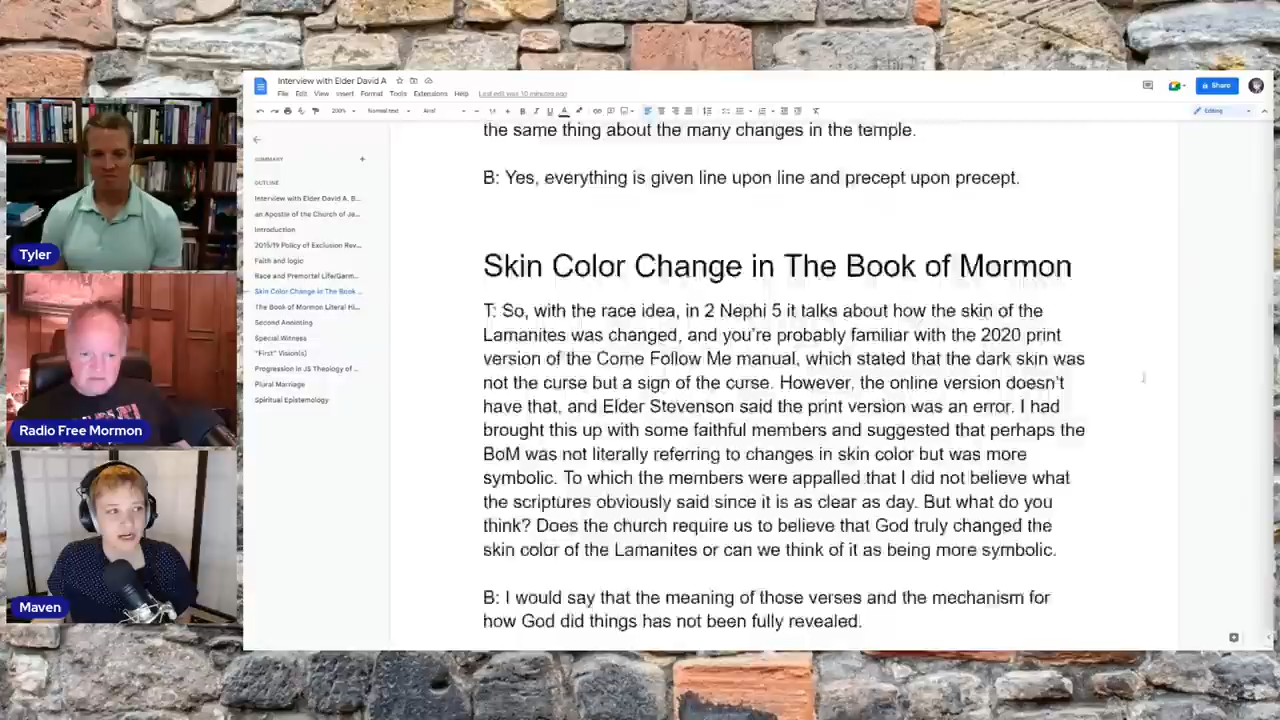 Interview with Elder David A
File Edit View Insert Format Tools Extensions Help Last edit was 10 minutes ago
Share
200% Normal text Arial 14 B I U A
Editing
SUMMARY
OUTLINE
Interview with Elder David A. B...
an Apostle of the Church of Je...
Introduction
2015/19 Policy of Exclusion Rev...
Faith and logic
Race and Premortal Life/Garm...
Skin Color Change in The Book ...
The Book of Mormon Literal Hi...
Second Anointing
Special Witness
"First" Vision(s)
Progression in JS Theology of ...
Plural Marriage
Spiritual Epistemology
the same thing about the many changes in the temple.
B: Yes, everything is given line upon line and precept upon precept.
Skin Color Change in The Book of Mormon
T: So, with the race idea, in 2 Nephi 5 it talks about how the skin of the
Lamanites was changed, and you're probably familiar with the 2020 print
version of the Come Follow Me manual, which stated that the dark skin was
not the curse but a sign of the curse. However, the online version doesn't
have that, and Elder Stevenson said the print version was an error. I had
brought this up with some faithful members and suggested that perhaps the
BoM was not literally referring to changes in skin color but was more
symbolic. To which the members were appalled that I did not believe what
the scriptures obviously said since it is as clear as day. But what do you
think? Does the church require us to believe that God truly changed the
skin color of the Lamanites or can we think of it as being more symbolic.
B: I would say that the meaning of those verses and the mechanism for
how God did things has not been fully revealed.
Tyler
Radio Free Mormon
Maven